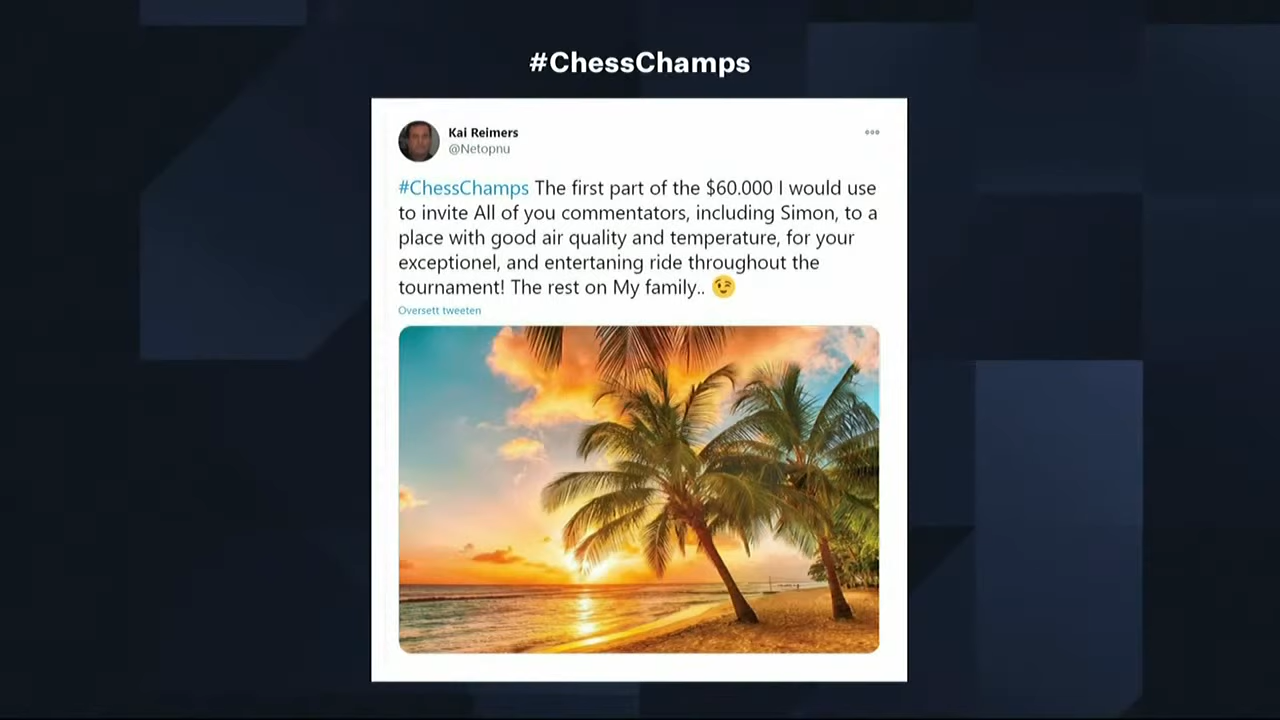 #ChessChamps
Kai Reimers
@Netopnu
#ChessChamps The first part of the $60.000 I would use
to invite All of you commentators, including Simon, to a
place with good air quality and temperature, for your
exceptionel, and entertaning ride throughout the
tournament! The rest on My family.. 😉
Oversett tweeten